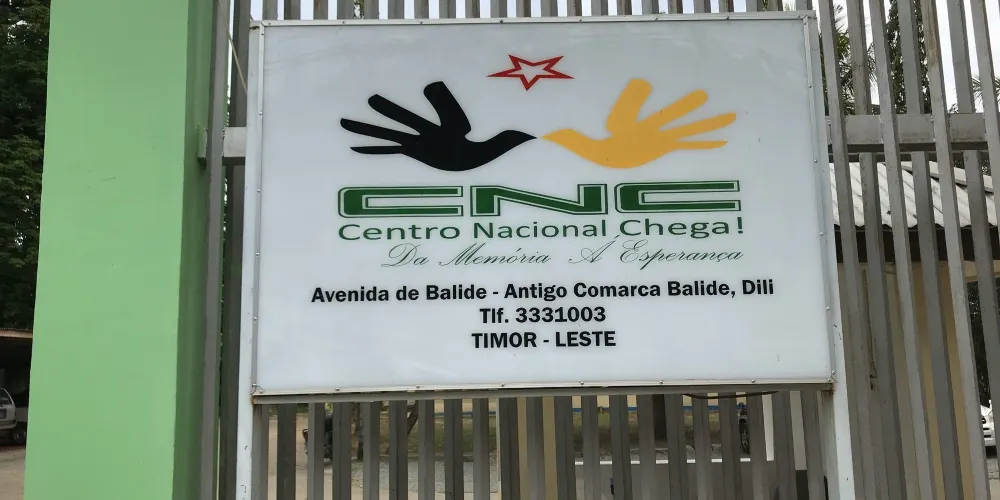 CNC
Centro Nacional Chega!
Da Memória Á Esperança
Avenida de Balide - Antigo Comarca Balide, Dili
Tlf. 3331003
TIMOR - LESTE